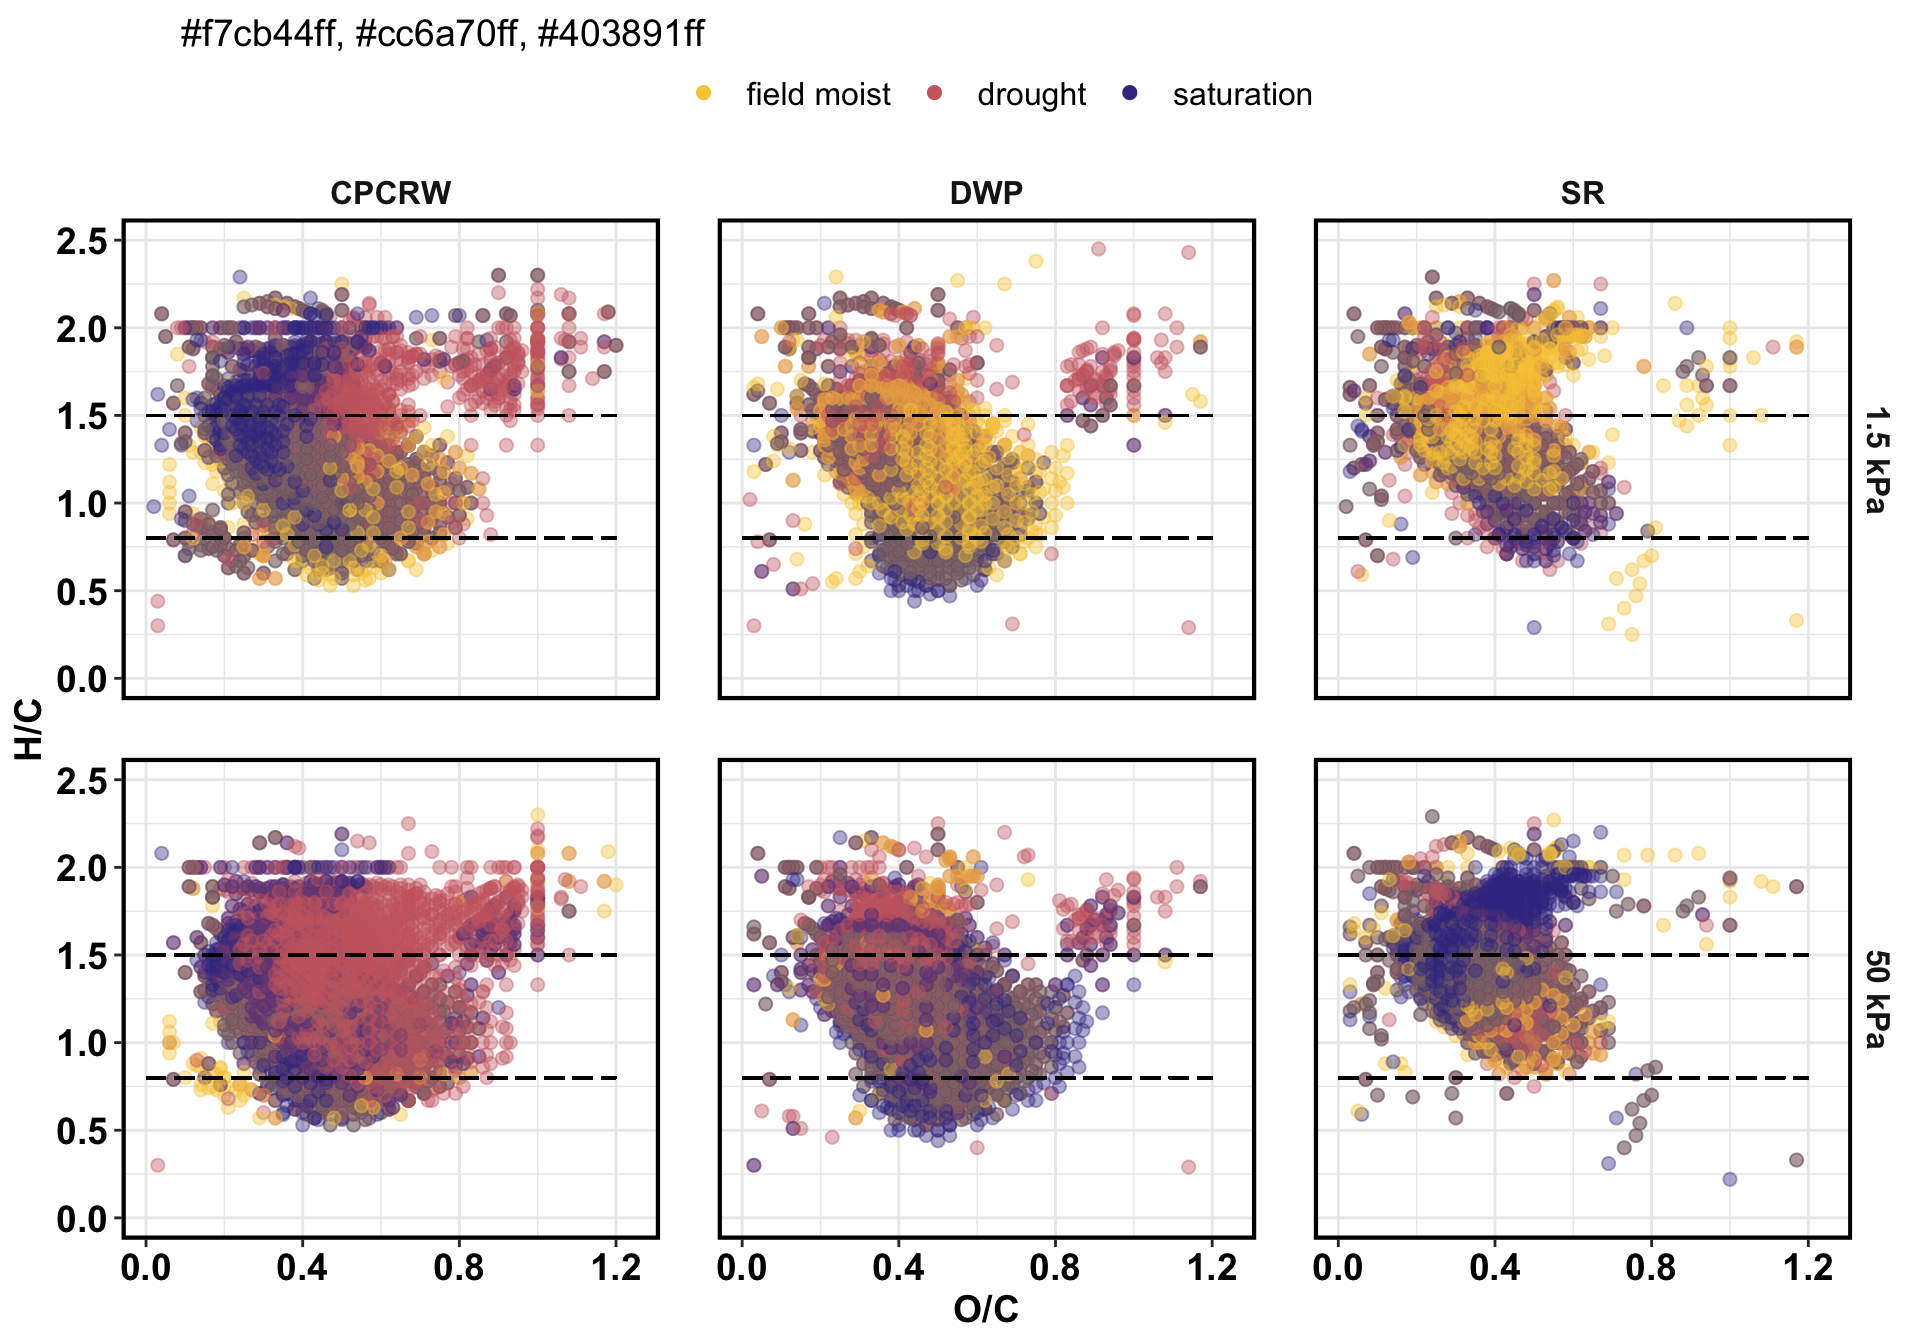 #f7cb44ff, #cc6a70ff, #403891ff
field moist drought saturation
CPCRW DWP SR
2.5
2.0
1.5
1.0
0.5
0.0
1.5 kPa
H/C
2.5
2.0
1.5
1.0
0.5
0.0
50 kPa
0.0 0.4 0.8 1.2 0.0 0.4 0.8 1.2 0.0 0.4 0.8 1.2
O/C